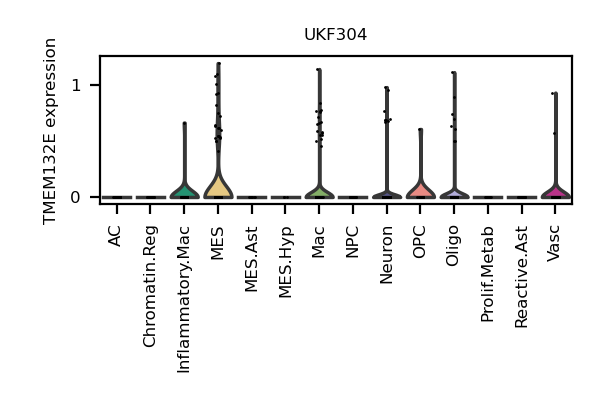 UKF304
TMEM132E expression
1
0
AC
Chromatin.Reg
Inflammatory.Mac
MES
MES.Ast
MES.Hyp
Mac
NPC
Neuron
OPC
Oligo
Prolif.Metab
Reactive.Ast
Vasc